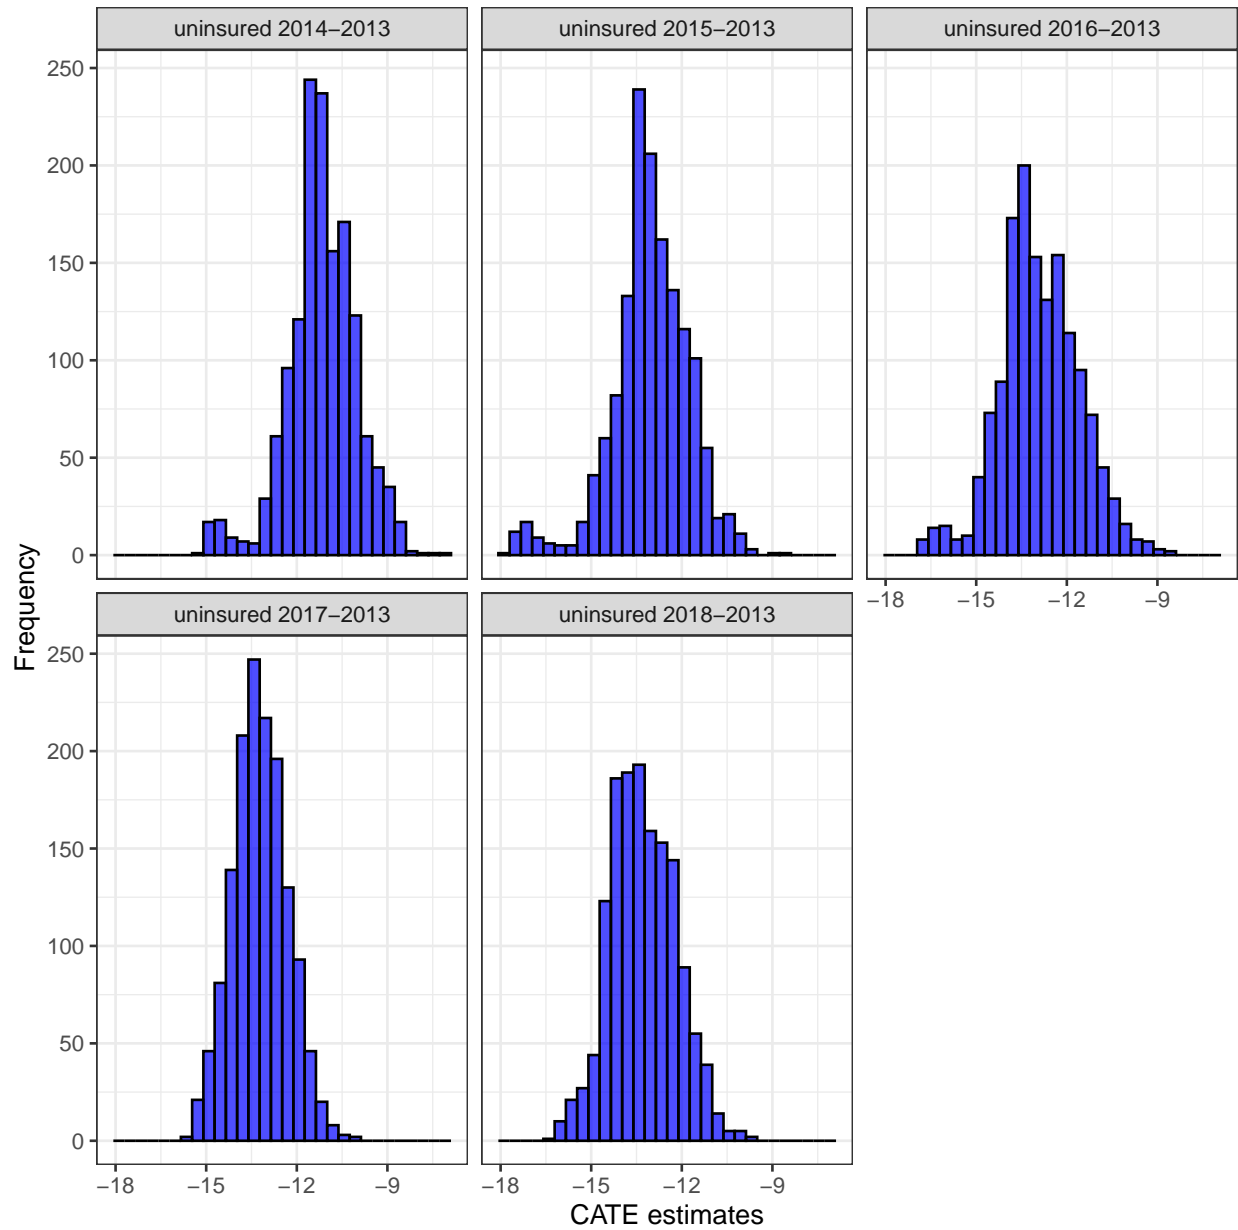 uninsured 2014−2013
uninsured 2015−2013
uninsured 2016−2013
250
200
150
100
50
0
−18 −15 −12 −9
uninsured 2017−2013
uninsured 2018−2013
Frequency
250
200
150
100
50
0
−18 −15 −12 −9
−18 −15 −12 −9
CATE estimates